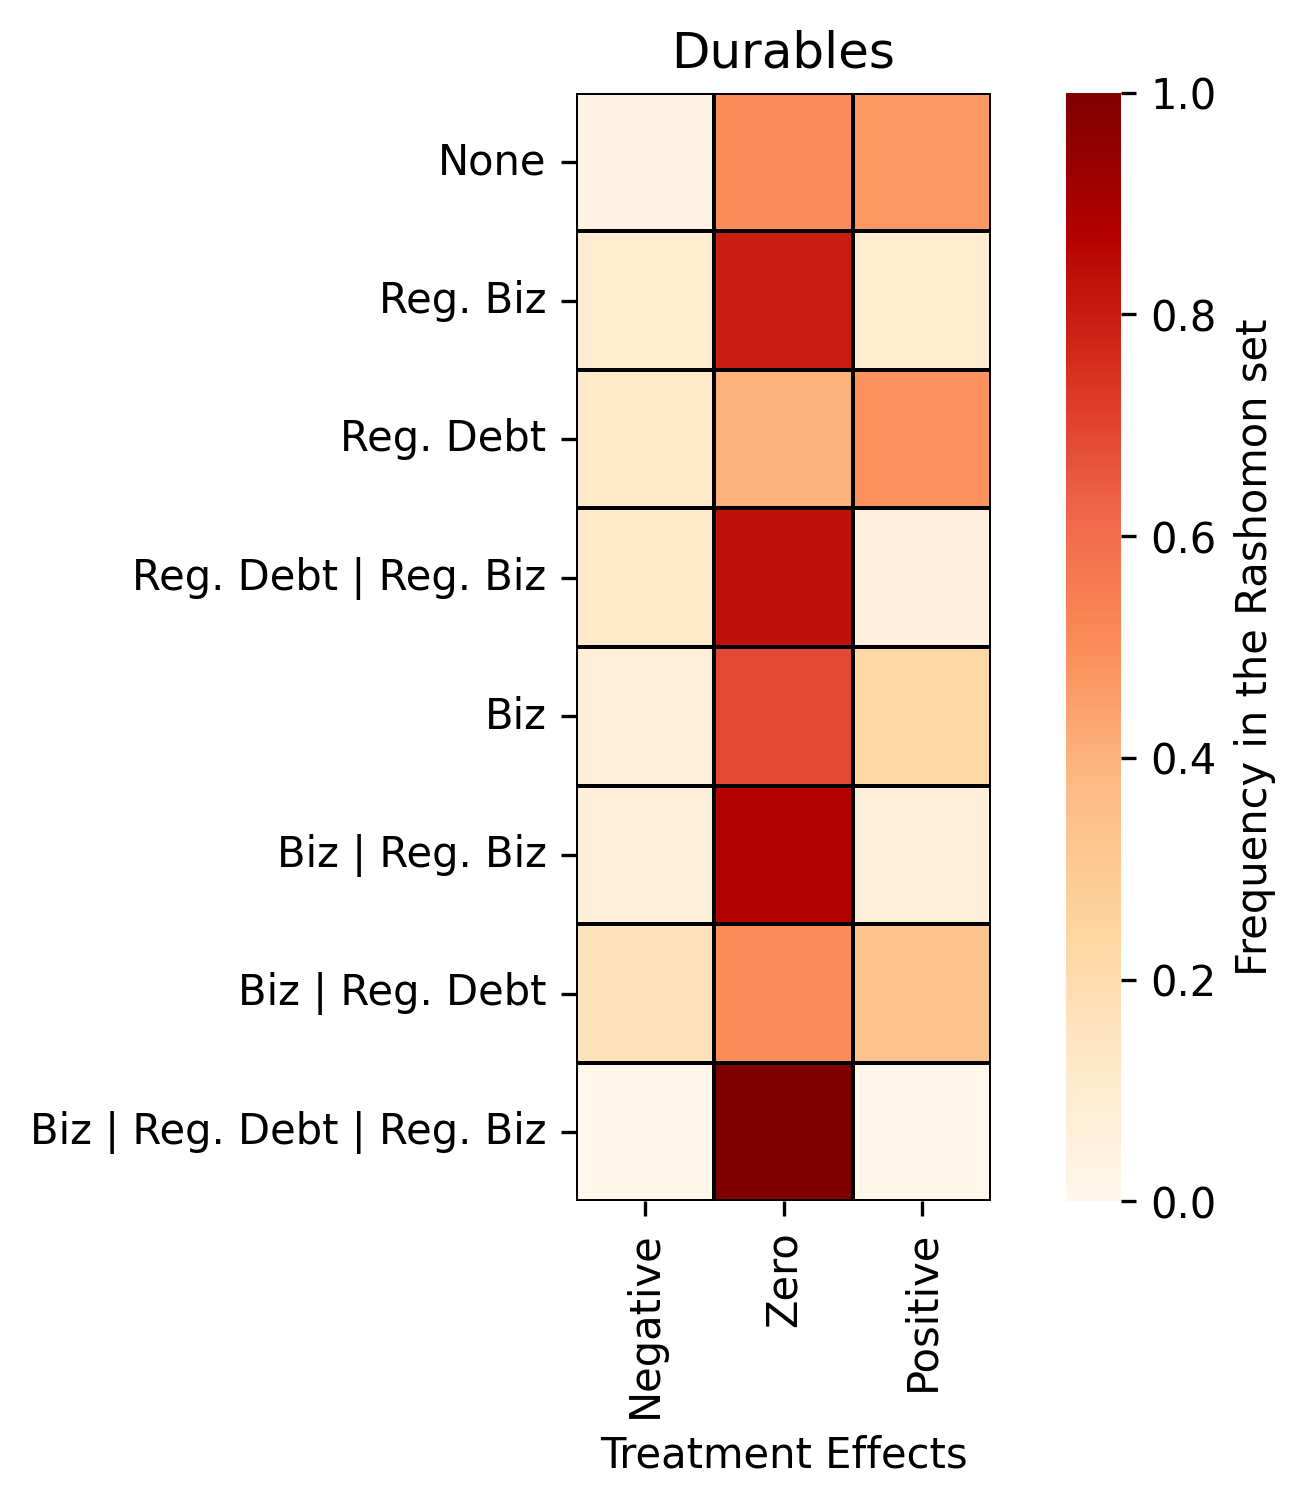 Durables
None
Reg. Biz
Reg. Debt
Reg. Debt | Reg. Biz
Biz
Biz | Reg. Biz
Biz | Reg. Debt
Biz | Reg. Debt | Reg. Biz
Negative
Zero
Positive
Treatment Effects
1.0
0.8
0.6
0.4
0.2
0.0
Frequency in the Rashomon set